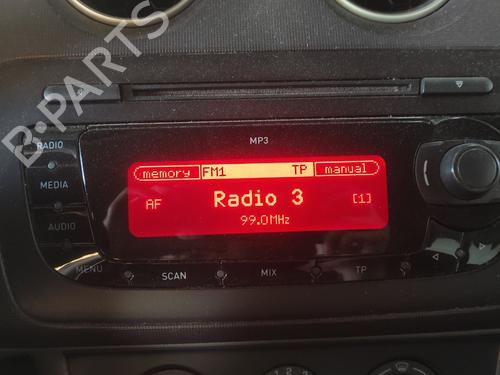 B-PARTS
MP3
RADIO
MEDIA
AUDIO
MENU
memory FM1 TP manual
AF Radio 3 [1]
99.0MHz
SCAN MIX TP